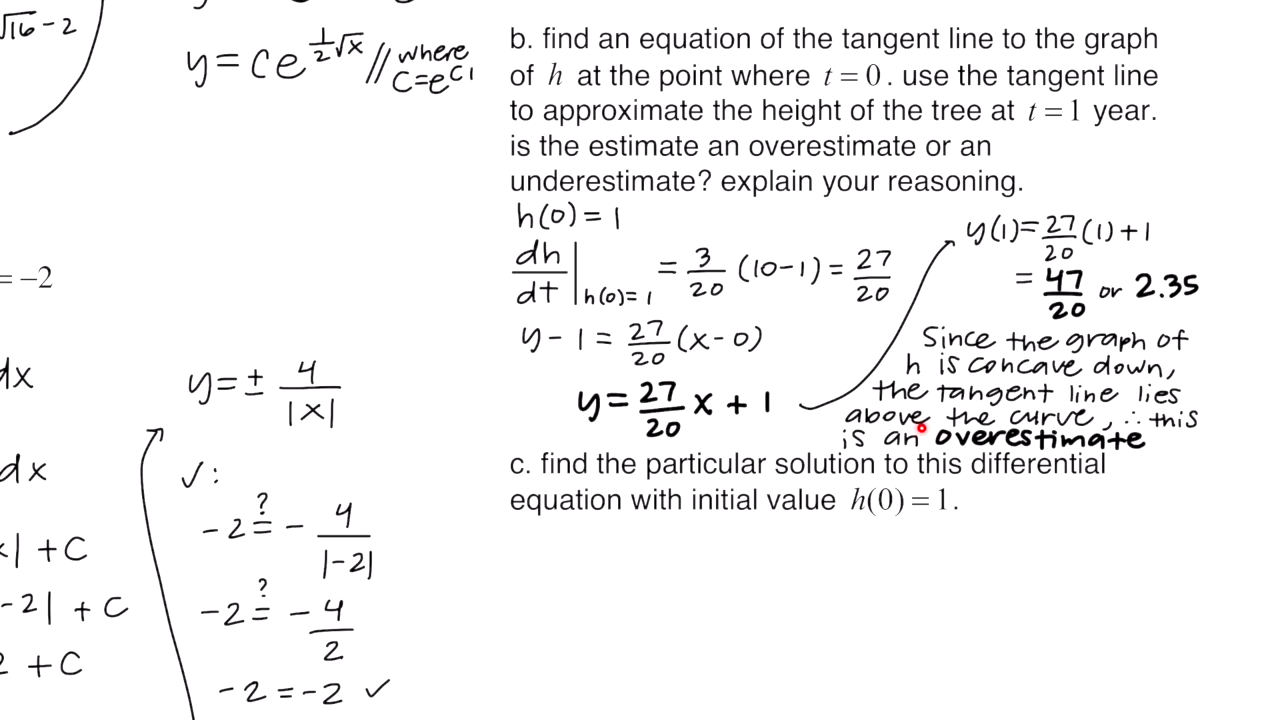 √16 - 2
y = ce^{1/2 √x} // where c = e^{c1}
= -2
dx
y = ± 4/|x|
dx
✓:
-2 ≟ - 4/|-2|
x| + C
-2 ≟ - 4/2
-2| + C
2 + C
-2 = -2 ✓
b. find an equation of the tangent line to the graph
of h at the point where t = 0. use the tangent line
to approximate the height of the tree at t = 1 year.
is the estimate an overestimate or an
underestimate? explain your reasoning.
h(0) = 1
dh/dt |h(0)=1 = 3/20 (10-1) = 27/20
y - 1 = 27/20 (x-0)
y = 27/20 x + 1
y(1) = 27/20 (1) + 1
= 47/20 or 2.35
Since the graph of
h is concave down,
the tangent line lies
above the curve, ∴ this
is an overestimate
c. find the particular solution to this differential
equation with initial value h(0) = 1.